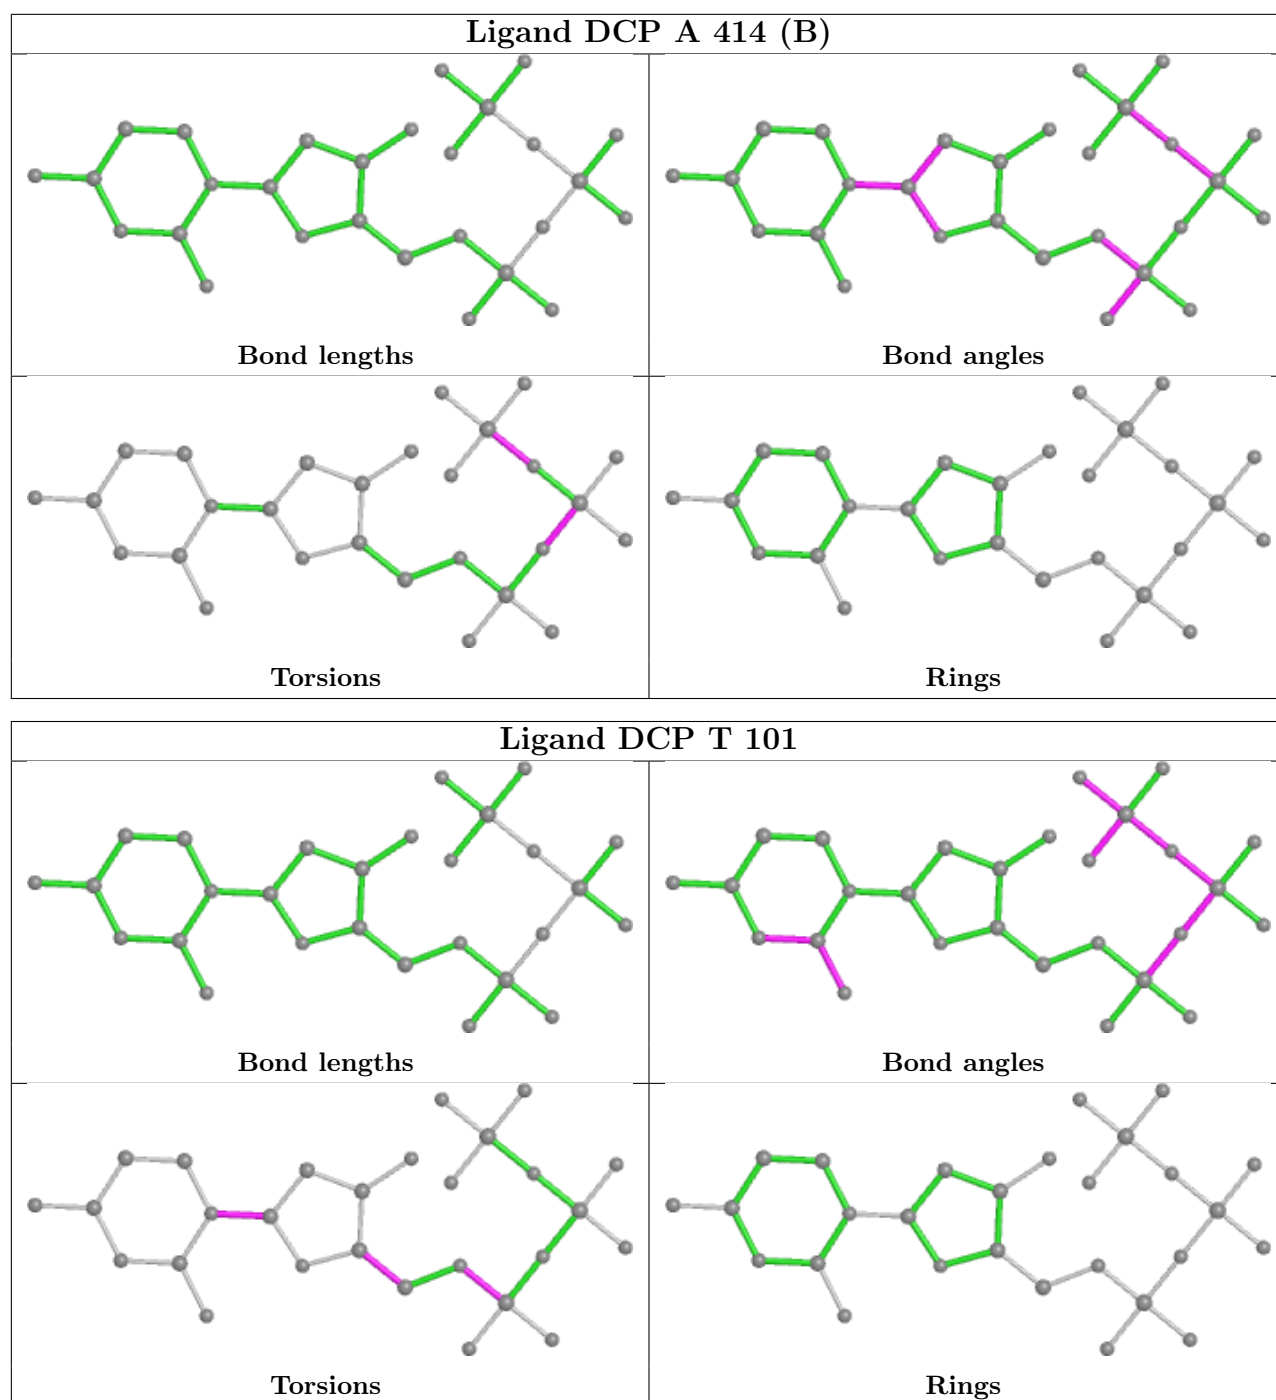 Ligand DCP A 414 (B)
Bond lengths
Bond angles
Torsions
Rings
Ligand DCP T 101
Bond lengths
Bond angles
Torsions
Rings